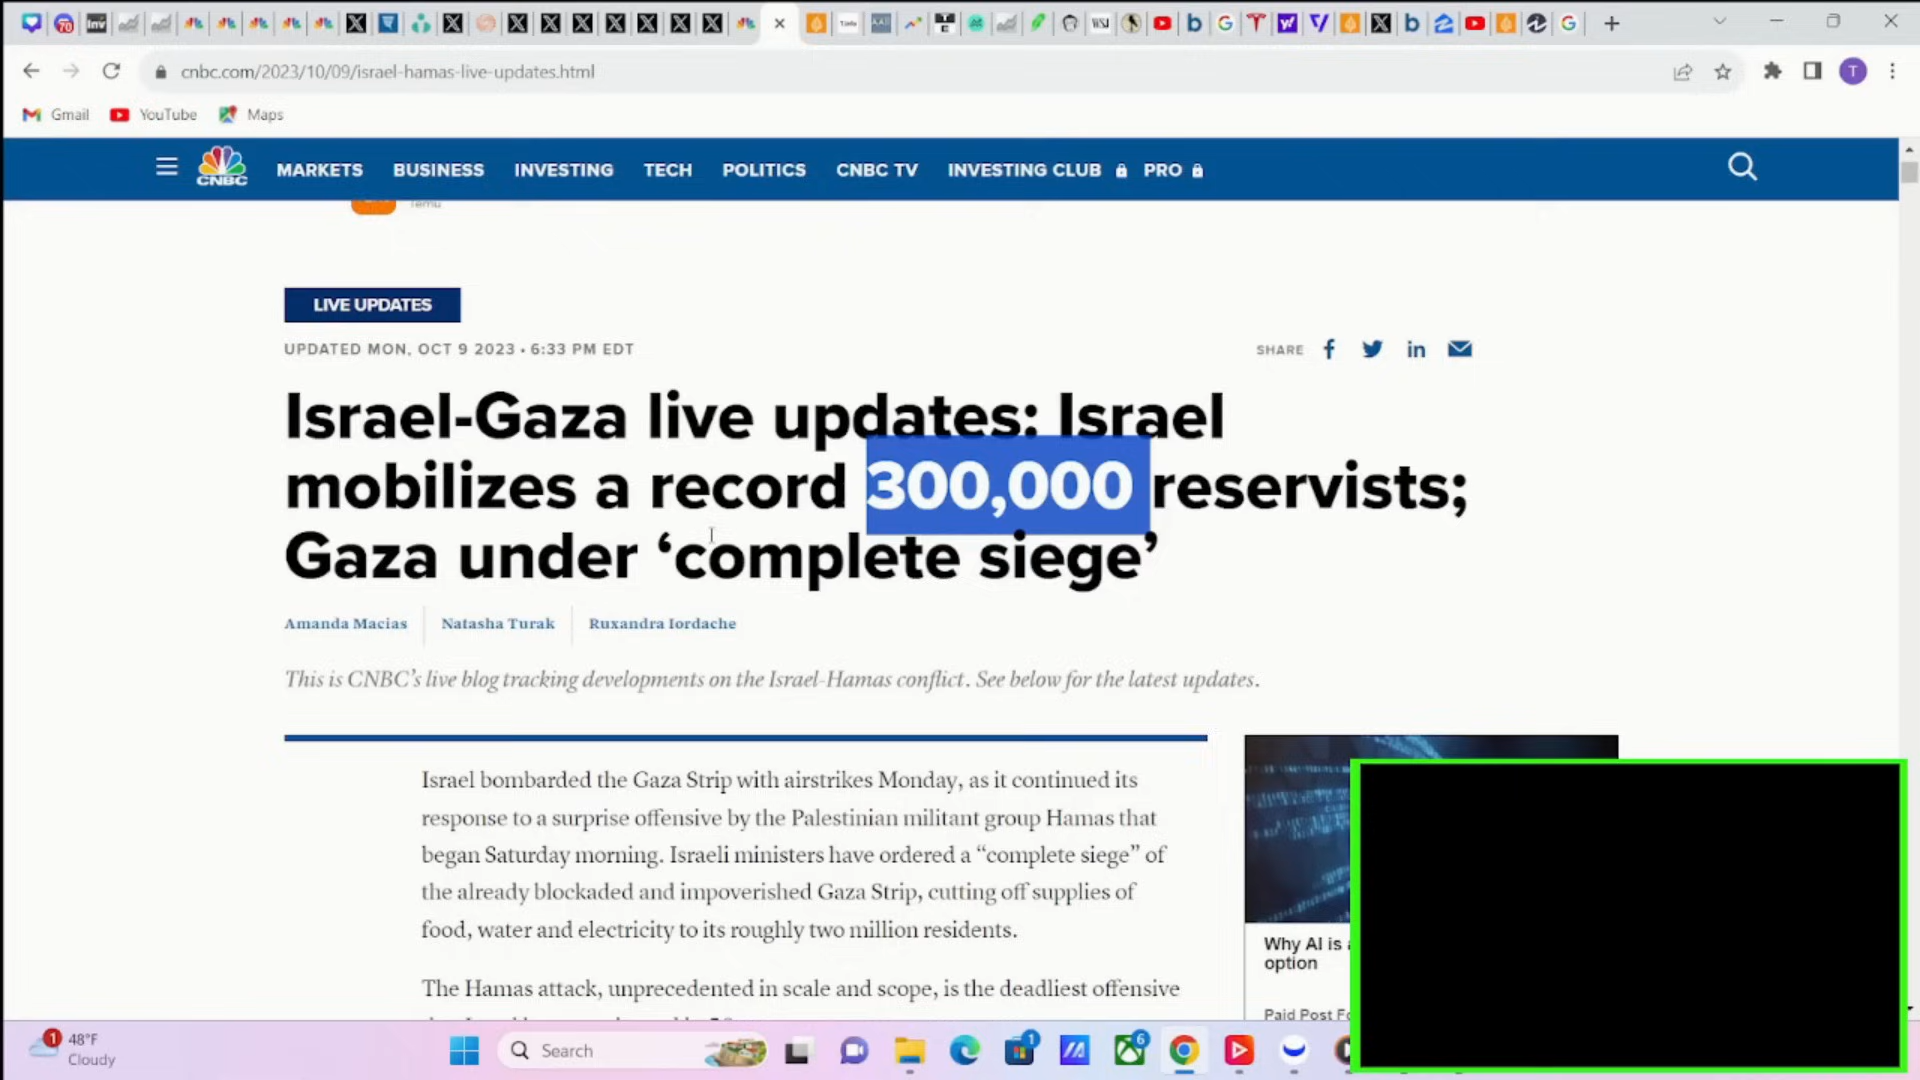 cnbc.com/2023/10/09/israel-hamas-live-updates.html
T
Gmail
YouTube
Maps
CNBC
MARKETS
BUSINESS
INVESTING
TECH
POLITICS
CNBC TV
INVESTING CLUB
PRO
Temu
LIVE UPDATES
UPDATED MON, OCT 9 2023 • 6:33 PM EDT
SHARE
Israel-Gaza live updates: Israel
mobilizes a record 300,000 reservists;
Gaza under ‘complete siege’
Amanda Macias
Natasha Turak
Ruxandra Iordache
This is CNBC’s live blog tracking developments on the Israel-Hamas conflict. See below for the latest updates.
Israel bombarded the Gaza Strip with airstrikes Monday, as it continued its
response to a surprise offensive by the Palestinian militant group Hamas that
began Saturday morning. Israeli ministers have ordered a “complete siege” of
the already blockaded and impoverished Gaza Strip, cutting off supplies of
food, water and electricity to its roughly two million residents.
The Hamas attack, unprecedented in scale and scope, is the deadliest offensive
Why AI is
option
Paid Post
1
48°F
Cloudy
Search
1
6